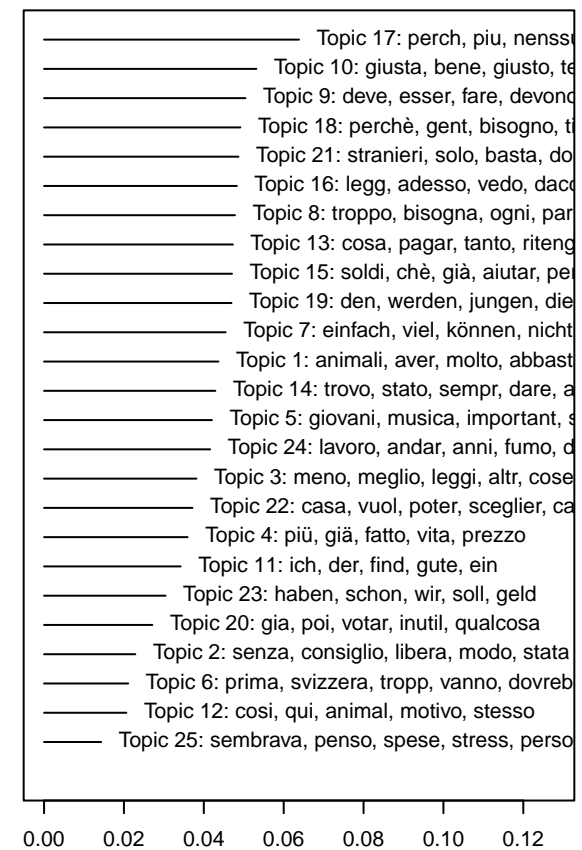 Topic 17: perch, piu, nenssu
Topic 10: giusta, bene, giusto, te
Topic 9: deve, esser, fare, devono
Topic 18: perchè, gent, bisogno, ti
Topic 21: stranieri, solo, basta, do
Topic 16: legg, adesso, vedo, dacc
Topic 8: troppo, bisogna, ogni, par
Topic 13: cosa, pagar, tanto, riteng
Topic 15: soldi, chè, già, aiutar, per
Topic 19: den, werden, jungen, die
Topic 7: einfach, viel, können, nicht
Topic 1: animali, aver, molto, abbast
Topic 14: trovo, stato, sempr, dare, a
Topic 5: giovani, musica, important, s
Topic 24: lavoro, andar, anni, fumo, d
Topic 3: meno, meglio, leggi, altr, cose
Topic 22: casa, vuol, poter, sceglier, ca
Topic 4: più, giä, fatto, vita, prezzo
Topic 11: ich, der, find, gute, ein
Topic 23: haben, schon, wir, soll, geld
Topic 20: gia, poi, votar, inutil, qualcosa
Topic 2: senza, consiglio, libera, modo, stata
Topic 6: prima, svizzera, tropp, vanno, dovreb
Topic 12: cosi, qui, animal, motivo, stesso
Topic 25: sembrava, penso, spese, stress, perso
0.00 0.02 0.04 0.06 0.08 0.10 0.12